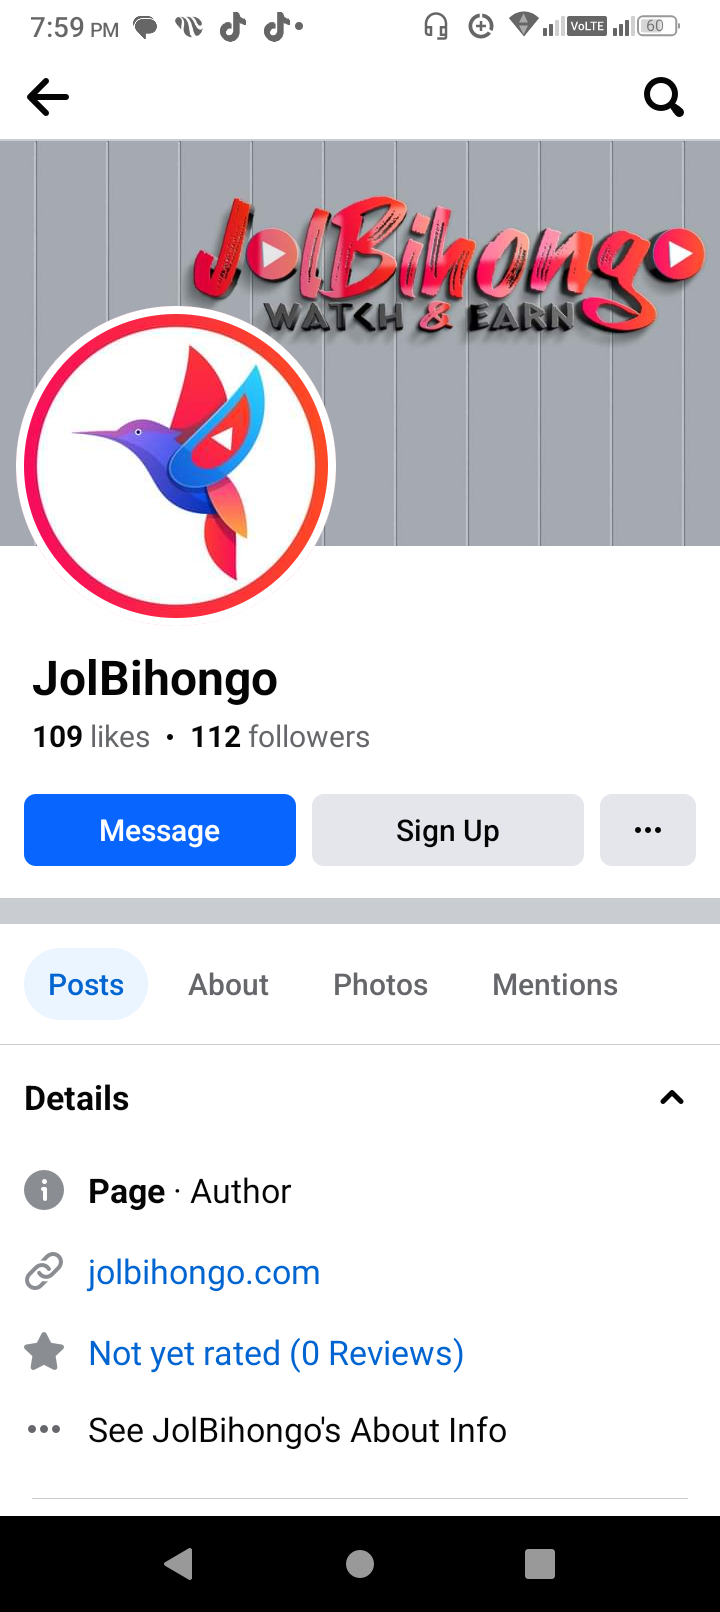 7:59 PM
VoLTE
60
JolBihongo
WATCH & EARN
JolBihongo
109 likes • 112 followers
Message
Sign Up
Posts
About
Photos
Mentions
Details
Page · Author
jolbihongo.com
Not yet rated (0 Reviews)
See JolBihongo's About Info